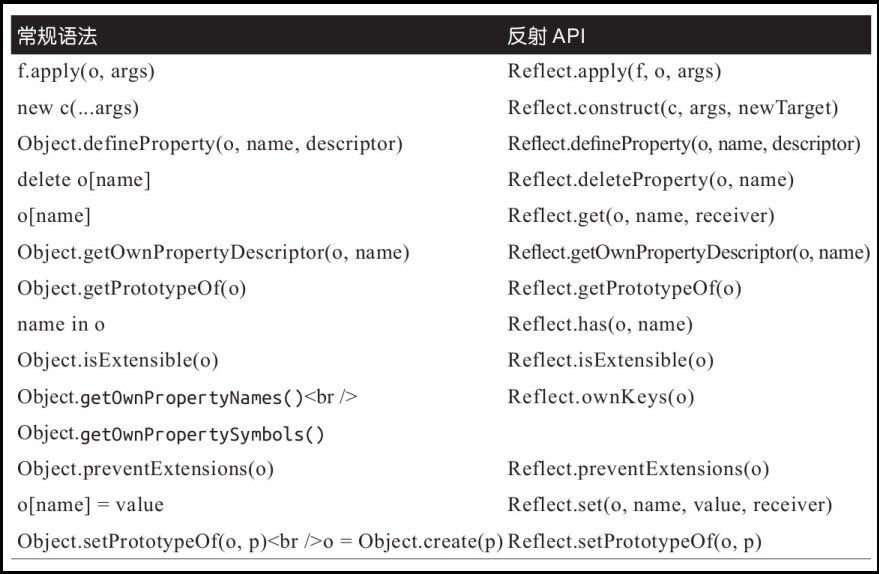 常规语法 反射 API
f.apply(o, args) Reflect.apply(f, o, args)
new c(...args) Reflect.construct(c, args, newTarget)
Object.defineProperty(o, name, descriptor) Reflect.defineProperty(o, name, descriptor)
delete o[name] Reflect.deleteProperty(o, name)
o[name] Reflect.get(o, name, receiver)
Object.getOwnPropertyDescriptor(o, name) Reflect.getOwnPropertyDescriptor(o, name)
Object.getPrototypeOf(o) Reflect.getPrototypeOf(o)
name in o Reflect.has(o, name)
Object.isExtensible(o) Reflect.isExtensible(o)
Object.getOwnPropertyNames()<br /> Reflect.ownKeys(o)
Object.getOwnPropertySymbols()
Object.preventExtensions(o) Reflect.preventExtensions(o)
o[name] = value Reflect.set(o, name, value, receiver)
Object.setPrototypeOf(o, p)<br />o = Object.create(p) Reflect.setPrototypeOf(o, p)